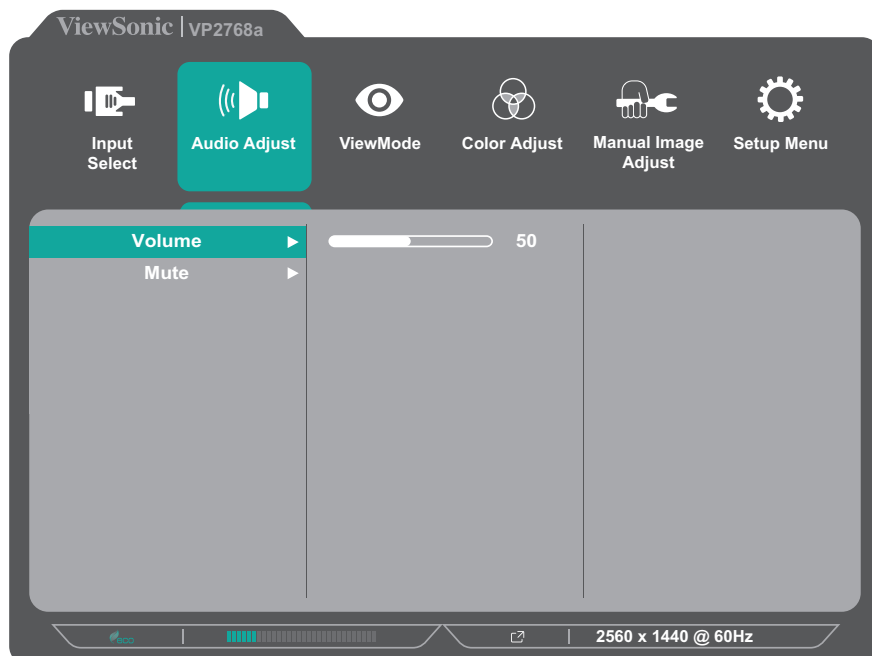 ViewSonic | VP2768a
Input
Select
Audio Adjust
ViewMode
Color Adjust
Manual Image
Adjust
Setup Menu
Volume 50
Mute
eco
2560 x 1440 @ 60Hz